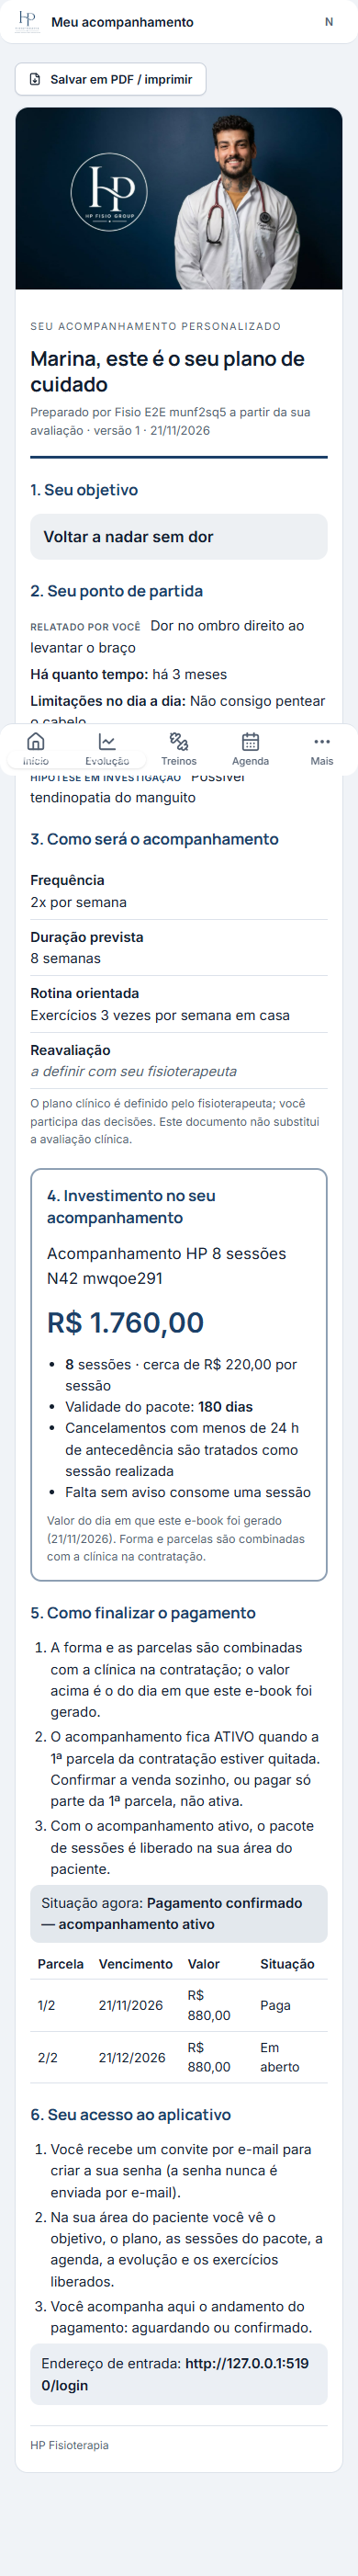 HP
Meu acompanhamento
N
Salvar em PDF / imprimir
HP
HP FISIO GROUP
SEU ACOMPANHAMENTO PERSONALIZADO
Marina, este é o seu plano de
cuidado
Preparado por Fisio E2E munf2sq5 a partir da sua
avaliação · versão 1 · 21/11/2026
1. Seu objetivo
Voltar a nadar sem dor
2. Seu ponto de partida
RELATADO POR VOCÊ Dor no ombro direito ao
levantar o braço
Há quanto tempo: há 3 meses
Limitações no dia a dia: Não consigo pentear
o cabelo
Início Evolução Treinos Agenda Mais
HIPÓTESE EM INVESTIGAÇÃO Possível
tendinopatia do manguito
3. Como será o acompanhamento
Frequência
2x por semana
Duração prevista
8 semanas
Rotina orientada
Exercícios 3 vezes por semana em casa
Reavaliação
a definir com seu fisioterapeuta
O plano clínico é definido pelo fisioterapeuta; você
participa das decisões. Este documento não substitui
a avaliação clínica.
4. Investimento no seu
acompanhamento
Acompanhamento HP 8 sessões
N42 mwqoe291
R$ 1.760,00
• 8 sessões · cerca de R$ 220,00 por
sessão
• Validade do pacote: 180 dias
• Cancelamentos com menos de 24 h
de antecedência são tratados como
sessão realizada
• Falta sem aviso consome uma sessão
Valor do dia em que este e-book foi gerado
(21/11/2026). Forma e parcelas são combinadas
com a clínica na contratação.
5. Como finalizar o pagamento
1. A forma e as parcelas são combinadas
com a clínica na contratação; o valor
acima é o do dia em que este e-book foi
gerado.
2. O acompanhamento fica ATIVO quando a
1ª parcela da contratação estiver quitada.
Confirmar a venda sozinho, ou pagar só
parte da 1ª parcela, não ativa.
3. Com o acompanhamento ativo, o pacote
de sessões é liberado na sua área do
paciente.
Situação agora: Pagamento confirmado
— acompanhamento ativo
Parcela Vencimento Valor Situação
1/2 21/11/2026 R$ 880,00 Paga
2/2 21/12/2026 R$ 880,00 Em aberto
6. Seu acesso ao aplicativo
1. Você recebe um convite por e-mail para
criar a sua senha (a senha nunca é
enviada por e-mail).
2. Na sua área do paciente você vê o
objetivo, o plano, as sessões do pacote, a
agenda, a evolução e os exercícios
liberados.
3. Você acompanha aqui o andamento do
pagamento: aguardando ou confirmado.
Endereço de entrada: http://127.0.0.1:519
0/login
HP Fisioterapia